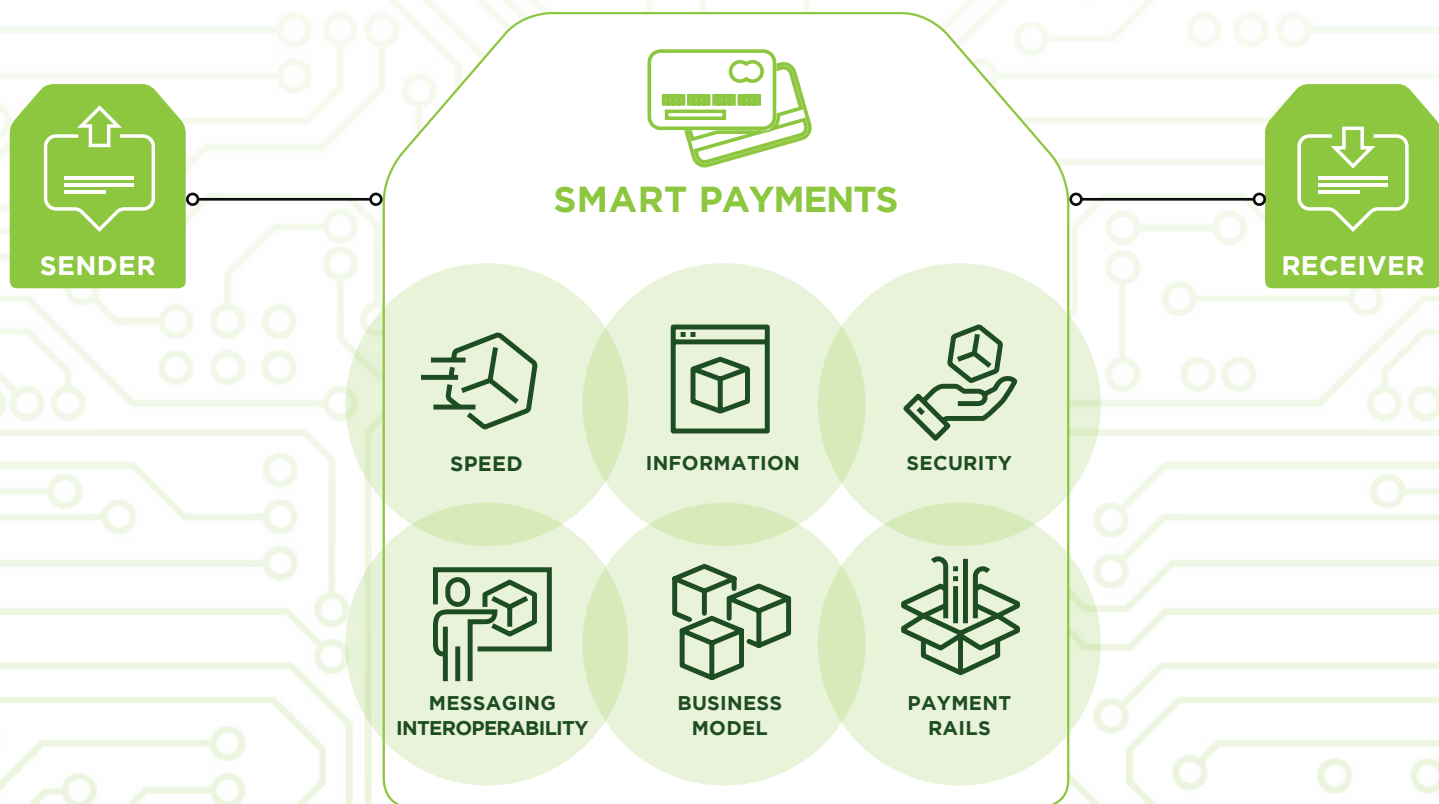 SMART PAYMENTS
SENDER
RECEIVER
SPEED
INFORMATION
SECURITY
MESSAGING
INTEROPERABILITY
BUSINESS
MODEL
PAYMENT
RAILS